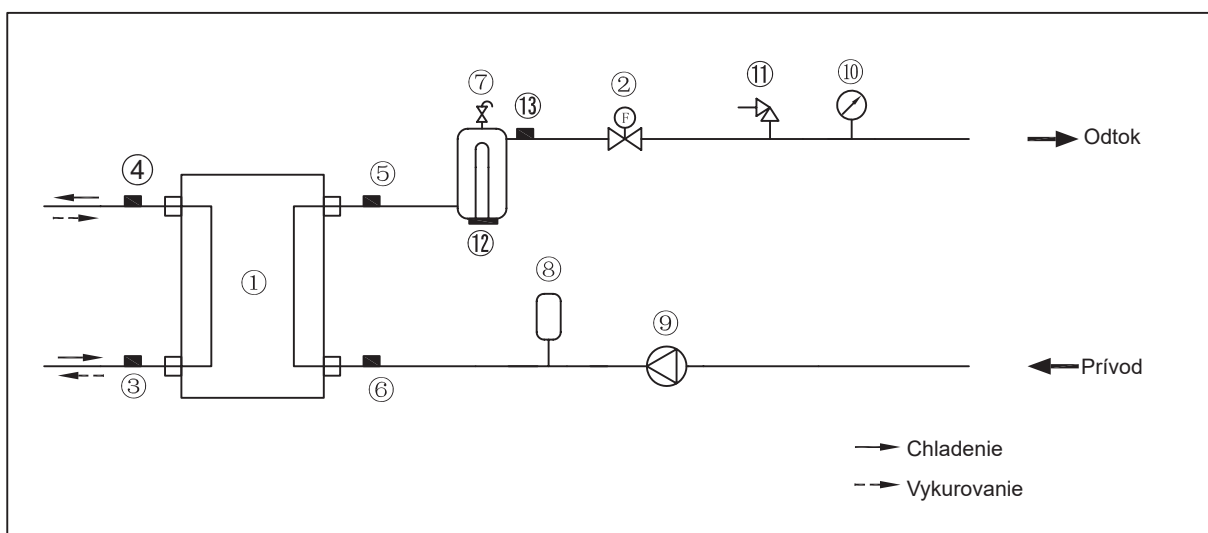 ⑦
⑬
②
⑪
⑩
Odtok
④
⑤
⑫
①
⑧
⑨
③
⑥
Prívod
Chladenie
Vykurovanie
F